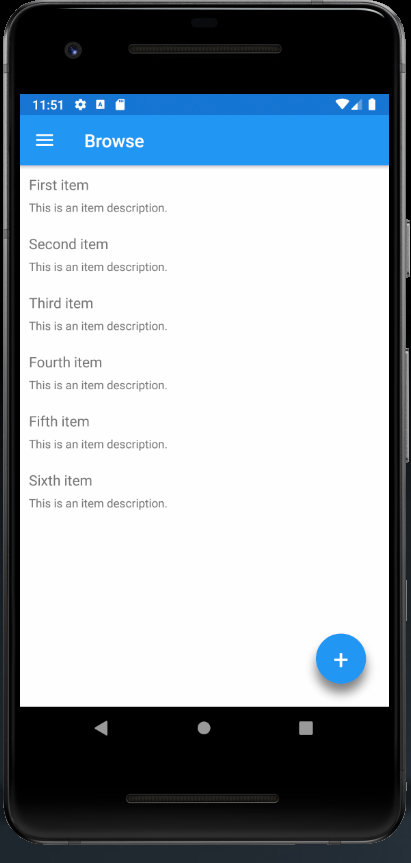 11:51
Browse
First item
This is an item description.
Second item
This is an item description.
Third item
This is an item description.
Fourth item
This is an item description.
Fifth item
This is an item description.
Sixth item
This is an item description.
+